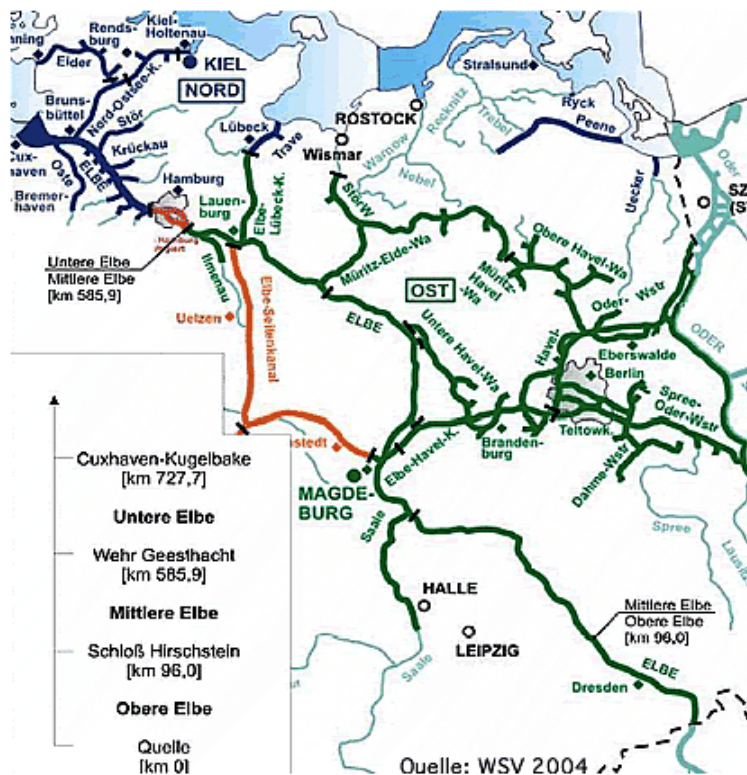 Rends-
burg
Kiel-
Holtenau
Eider
KIEL
NORD
Bruns-
büttel
Nord-Ostsee-K.
Stör
Cux-
haven
Krückau
Oste
ELBE
Bremer-
haven
Hamburg
Lübeck
Trave
Wismar
ROSTOCK
Stralsund
Recknitz
Trebel
Ryck
Peene
Warnow
Nebel
Uecker
Oder
Lauen-
burg
Elbe-
Lübeck-K.
StörW
Untere Elbe
Mittlere Elbe
[km 585,9]
Ilmenau
Müritz-Elde-Wa
OST
Müritz-
Havel
-Wa
Obere Havel-Wa
Uelzen
Elbe-Seitenkanal
ELBE
Untere Havel-Wa
Havel-
Oder-Wstr
ODER
Eberswalde
Berlin
Spree-
Oder-Wstr
Teltowk.
Branden-
burg
Dahme-Wstr
Elbe-Havel-K.
MAGDE-
BURG
Saale
Spree
HALLE
LEIPZIG
Saale
Mittlere Elbe
Obere Elbe
[km 96,0]
ELBE
Dresden
Cuxhaven-Kugelbake
[km 727,7]
Untere Elbe
Wehr Geesthacht
[km 585,9]
Mittlere Elbe
Schloß Hirschstein
[km 96,0]
Obere Elbe
Quelle
[km 0]
Quelle: WSV 2004